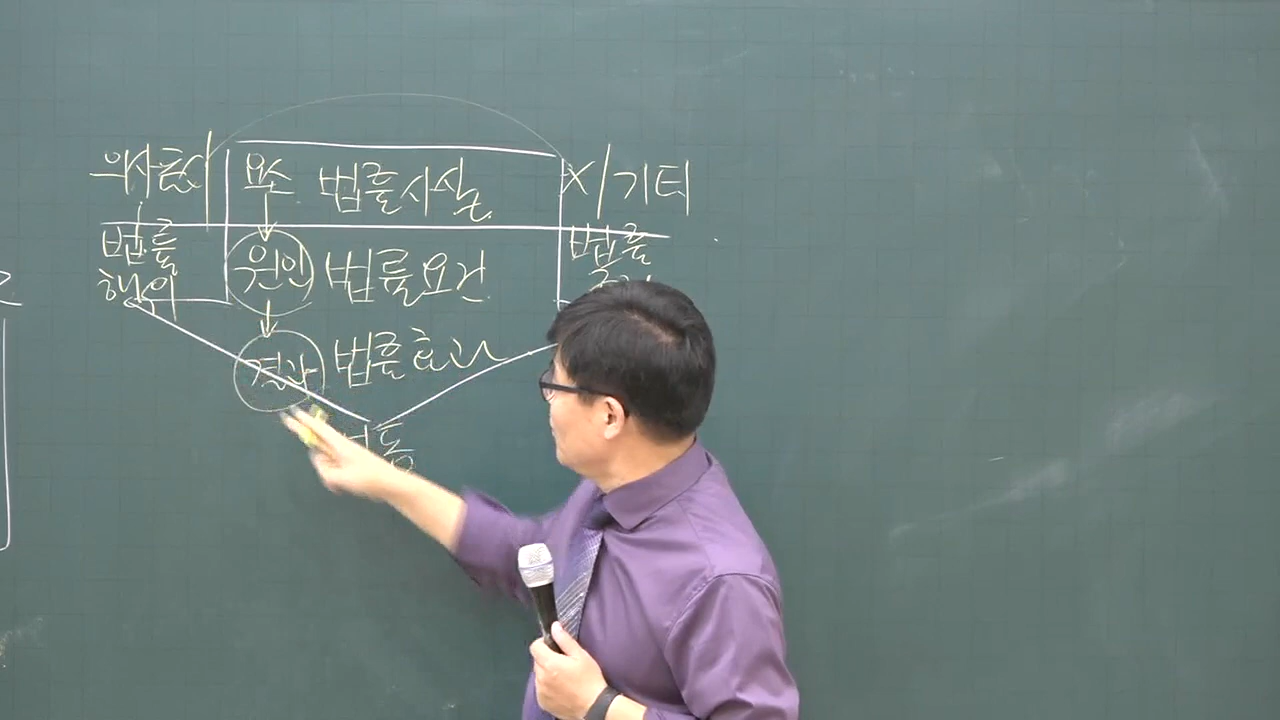 의사표시 요소 법률사실 X/기타
법률 원인 법률요건 법률
행위
결과 법률효과
동